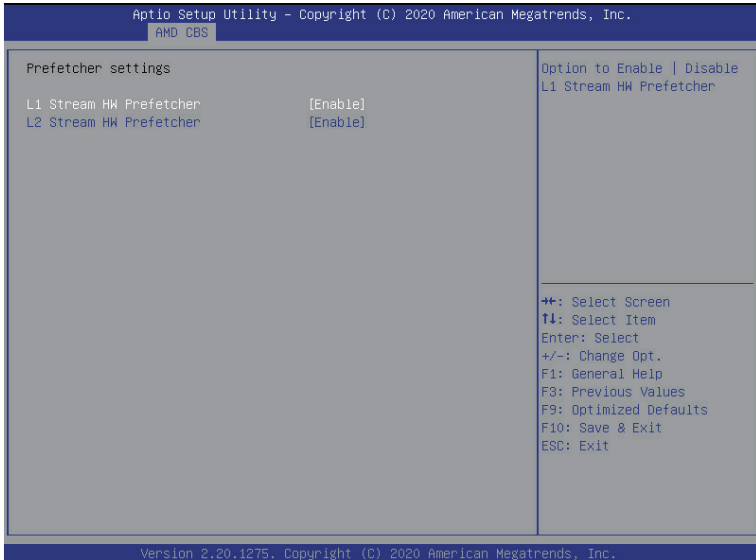 Aptio Setup Utility – Copyright (C) 2020 American Megatrends, Inc.
AMD CBS
Prefetcher settings
L1 Stream HW Prefetcher [Enable]
L2 Stream HW Prefetcher [Enable]
Option to Enable | Disable
L1 Stream HW Prefetcher
→←: Select Screen
↑↓: Select Item
Enter: Select
+/-: Change Opt.
F1: General Help
F3: Previous Values
F9: Optimized Defaults
F10: Save & Exit
ESC: Exit
Version 2.20.1275. Copyright (C) 2020 American Megatrends, Inc.